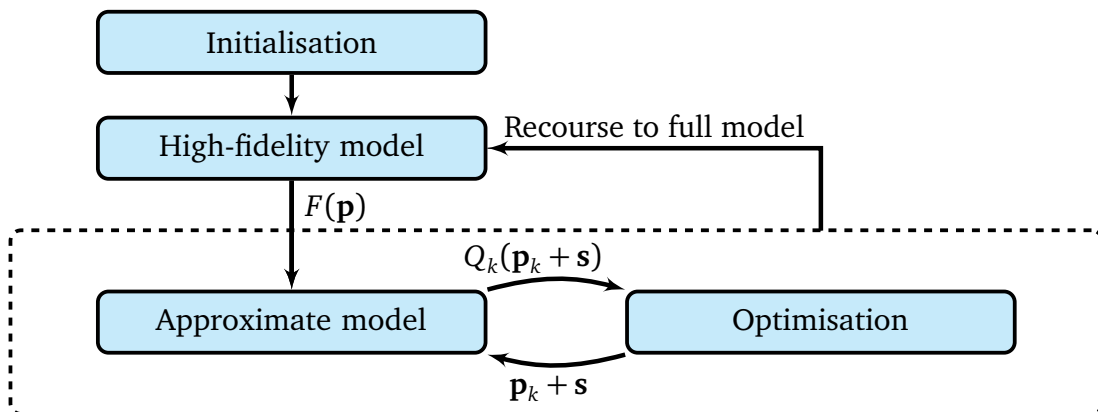 Initialisation
High-fidelity model
Recourse to full model
F(𝐩)
Qₖ(𝐩ₖ + 𝐬)
Approximate model
Optimisation
𝐩ₖ + 𝐬